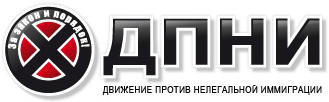 ЗА ЗАКОН И ПОРЯДОК!
ДПНИ
ДВИЖЕНИЕ ПРОТИВ НЕЛЕГАЛЬНОЙ ИММИГРАЦИИ